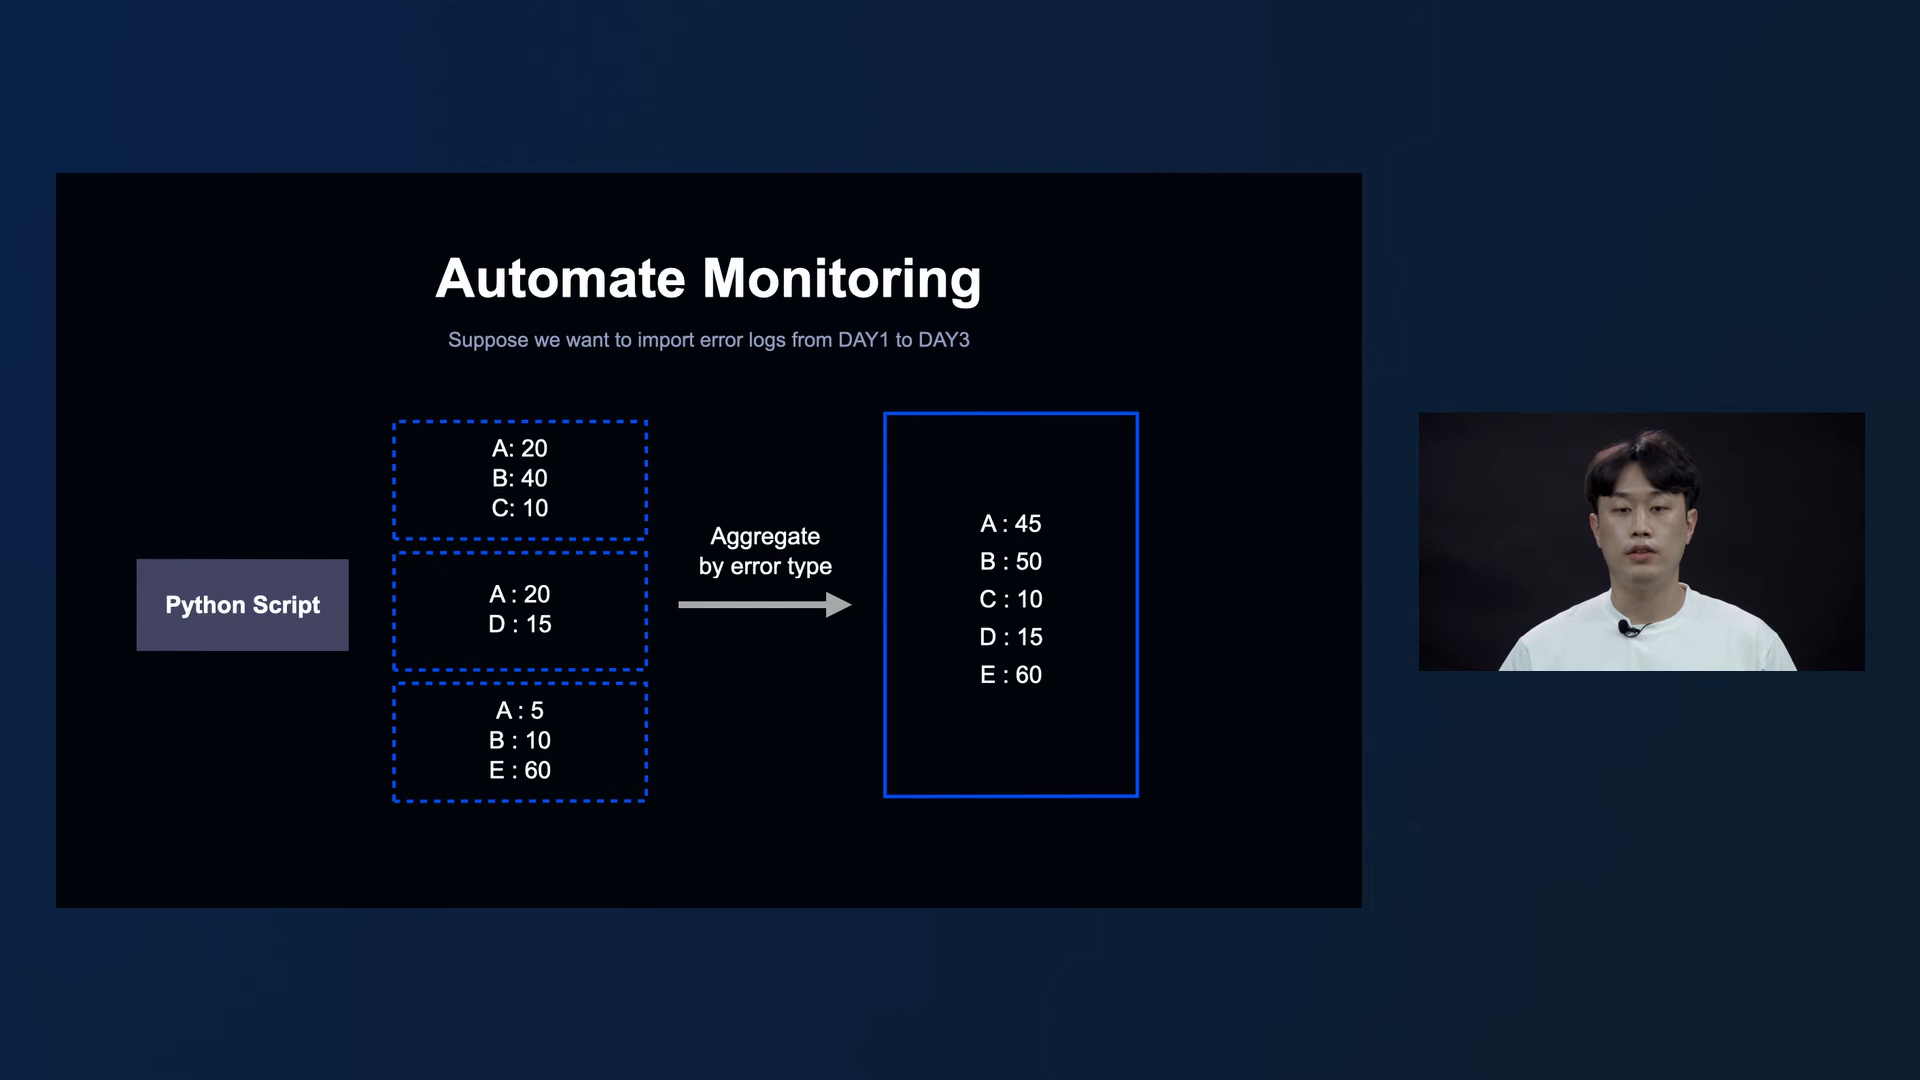 Automate Monitoring
Suppose we want to import error logs from DAY1 to DAY3
Python Script
A: 20
B: 40
C: 10
A : 20
D : 15
A : 5
B : 10
E : 60
Aggregate
by error type
A : 45
B : 50
C : 10
D : 15
E : 60